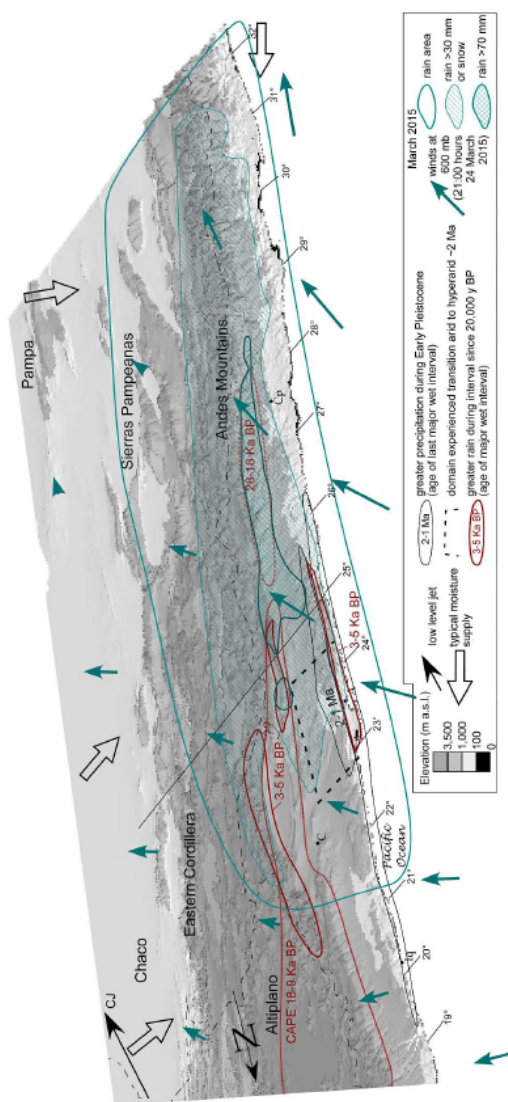 Pampa
Sierras Pampeanas
Andes Mountains
Chaco
Eastern Cordillera
Altiplano
CJ
N
CAPE 18-9 Ka BP
3-5 Ka BP
28-18 Ka BP
2-1 Ma
3-5 Ka BP
Cp
C
Iq
Pacific
Ocean
19°
20°
21°
22°
23°
24°
25°
26°
27°
28°
29°
30°
31°
32°
Elevation (m a.s.l.)
3,500
1,000
100
0
low level jet
typical moisture
supply
2-1 Ma
greater precipitation during Early Pleistocene
(age of last major wet interval)
domain experienced transition arid to hyperarid ~2 Ma
3-5 Ka BP
greater rain during interval since 20,000 y BP
(age of major wet interval)
March 2015
winds at
600 mb
(21:00 hours
24 March
2015)
rain area
rain >30 mm
or snow
rain >70 mm